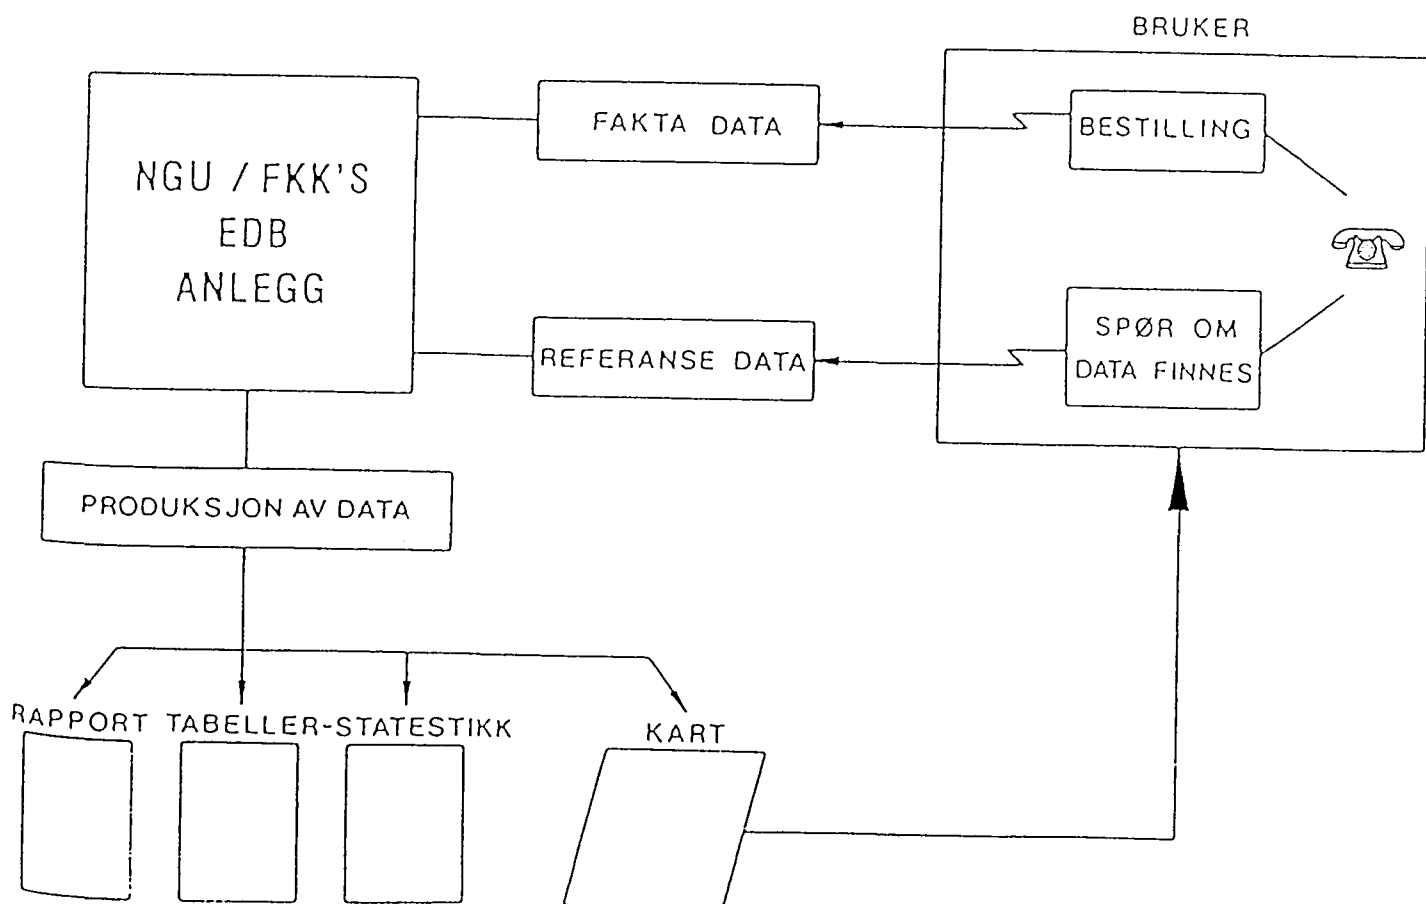 BRUKER
NGU / FKK'S
EDB
ANLEGG
FAKTA DATA
BESTILLING
REFERANSE DATA
SPØR OM
DATA FINNES
PRODUKSJON AV DATA
RAPPORT TABELLER-STATESTIKK
KART